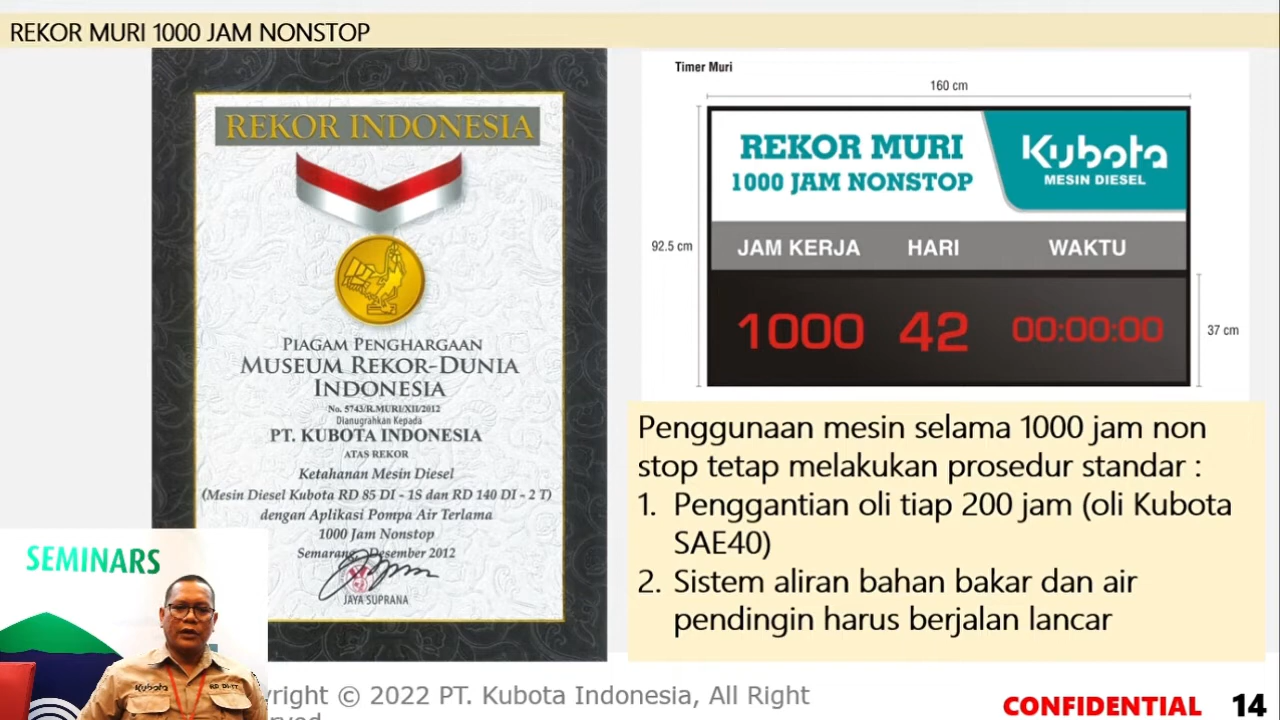 REKOR MURI 1000 JAM NONSTOP
REKOR INDONESIA
PIAGAM PENGHARGAAN
MUSEUM REKOR-DUNIA
INDONESIA
No. 5743/R.MURI/XII/2012
Dianugrahkan Kepada
PT. KUBOTA INDONESIA
ATAS REKOR
Ketahanan Mesin Diesel
(Mesin Diesel Kubota RD 85 DI - 1S dan RD 140 DI - 2 T)
dengan Aplikasi Pompa Air Terlama
1000 Jam Nonstop
Semarang, Desember 2012
JAYA SUPRANA
Timer Muri
160 cm
92.5 cm
REKOR MURI
1000 JAM NONSTOP
Kubota
MESIN DIESEL
JAM KERJA HARI WAKTU
1000 42 00:00:00
37 cm
Penggunaan mesin selama 1000 jam non
stop tetap melakukan prosedur standar :
1. Penggantian oli tiap 200 jam (oli Kubota
SAE40)
2. Sistem aliran bahan bakar dan air
pendingin harus berjalan lancar
SEMINARS
Kubota
© 2022 PT. Kubota Indonesia, All Right
CONFIDENTIAL 14